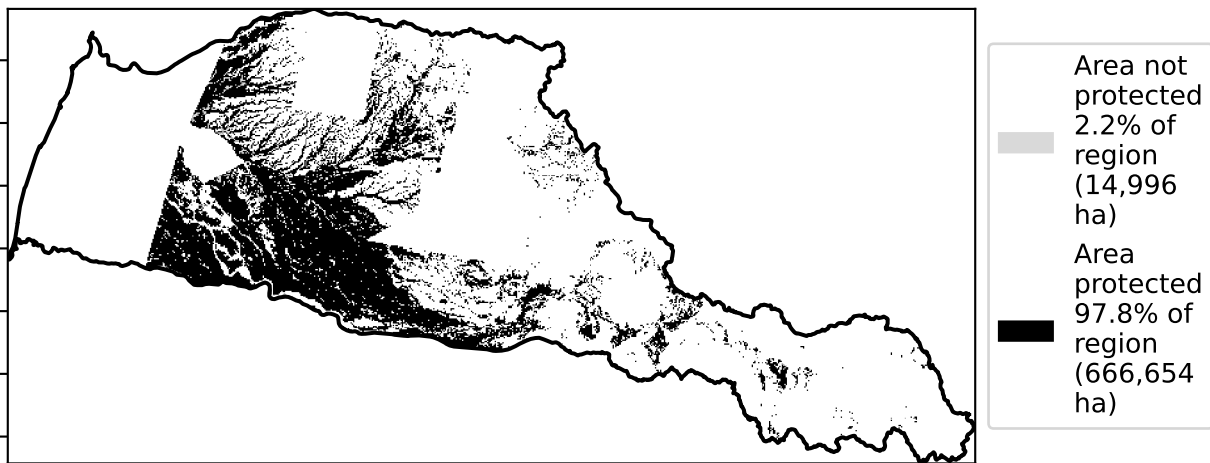 Area not
protected
2.2% of
region
(14,996
ha)
Area
protected
97.8% of
region
(666,654
ha)